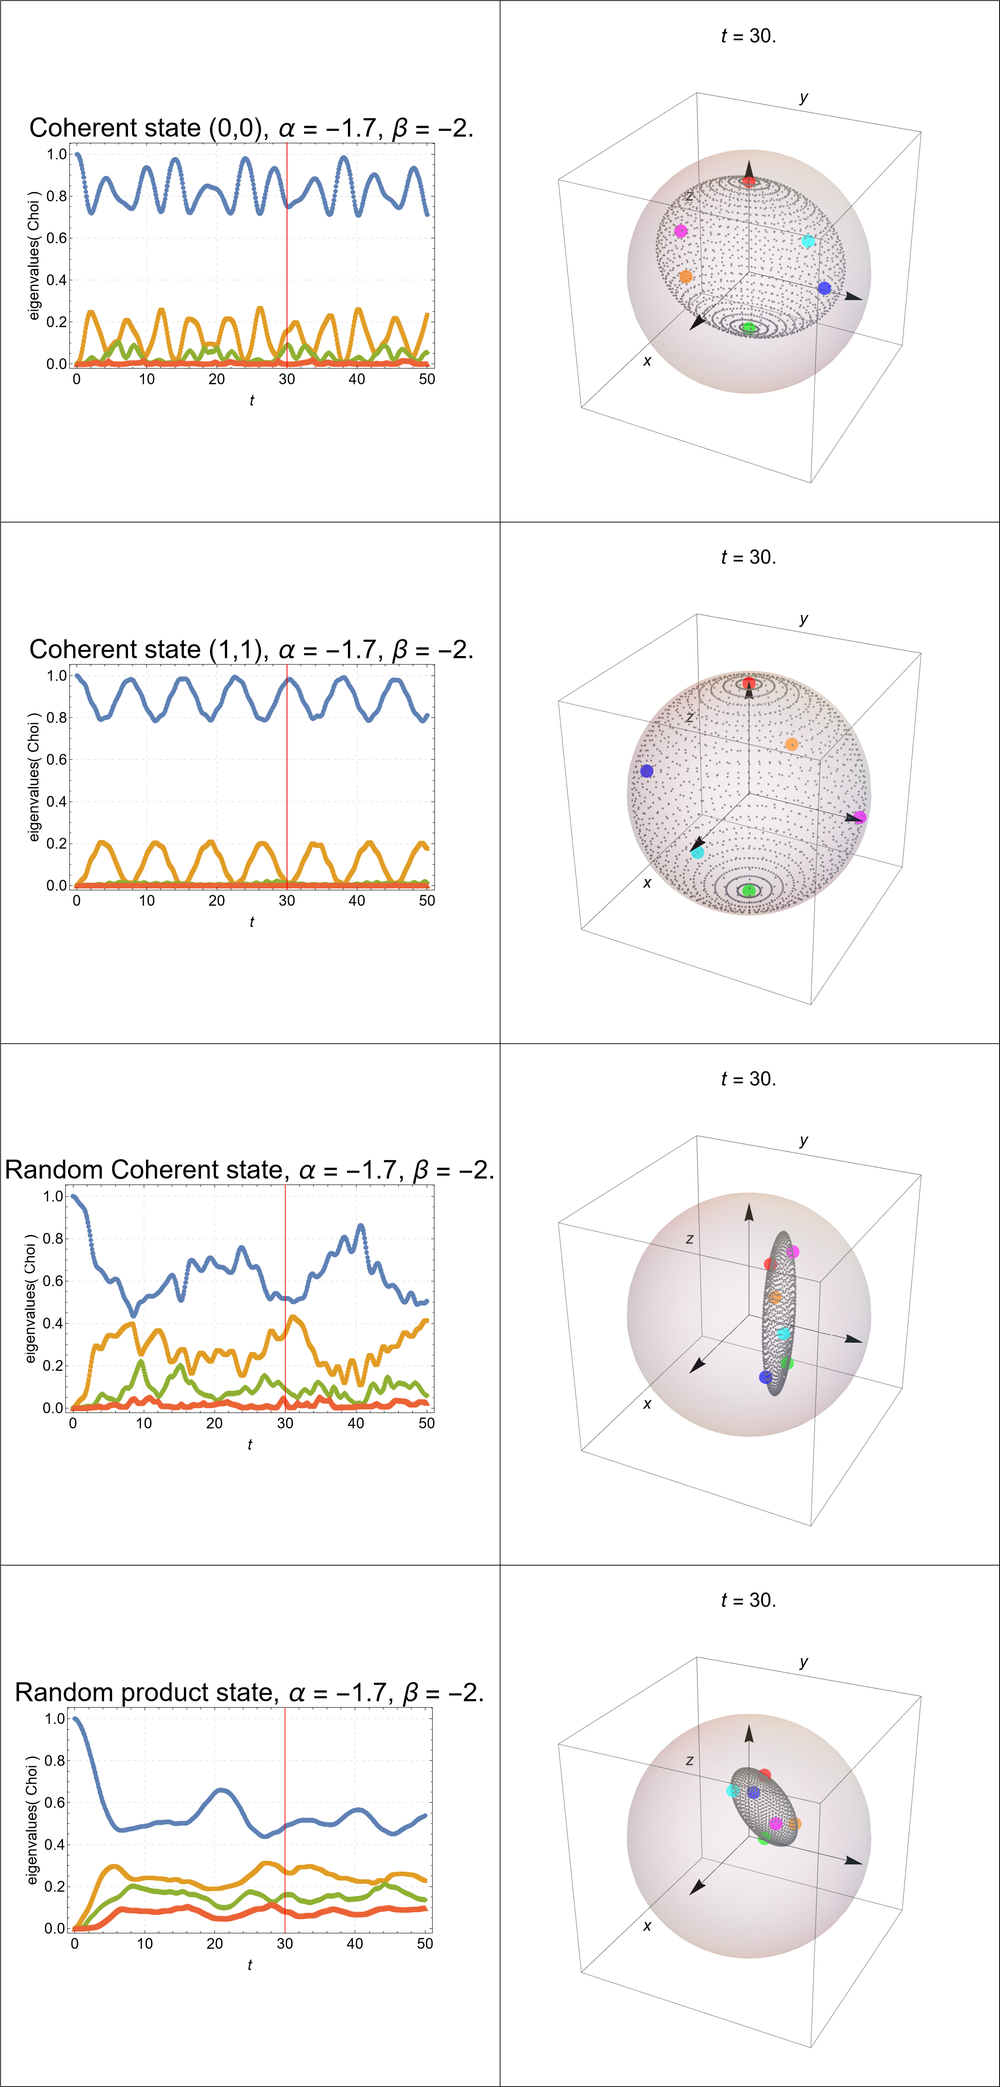 t = 30.
y
Coherent state (0,0), α = −1.7, β = −2.
1.0
0.8
0.6
0.4
0.2
0.0
eigenvalues( Choi )
0 10 20 30 40 50
t
z
x
t = 30.
y
Coherent state (1,1), α = −1.7, β = −2.
1.0
0.8
0.6
0.4
0.2
0.0
eigenvalues( Choi )
0 10 20 30 40 50
t
z
x
t = 30.
y
Random Coherent state, α = −1.7, β = −2.
1.0
0.8
0.6
0.4
0.2
0.0
eigenvalues( Choi )
0 10 20 30 40 50
t
z
x
t = 30.
y
Random product state, α = −1.7, β = −2.
1.0
0.8
0.6
0.4
0.2
0.0
eigenvalues( Choi )
0 10 20 30 40 50
t
z
x